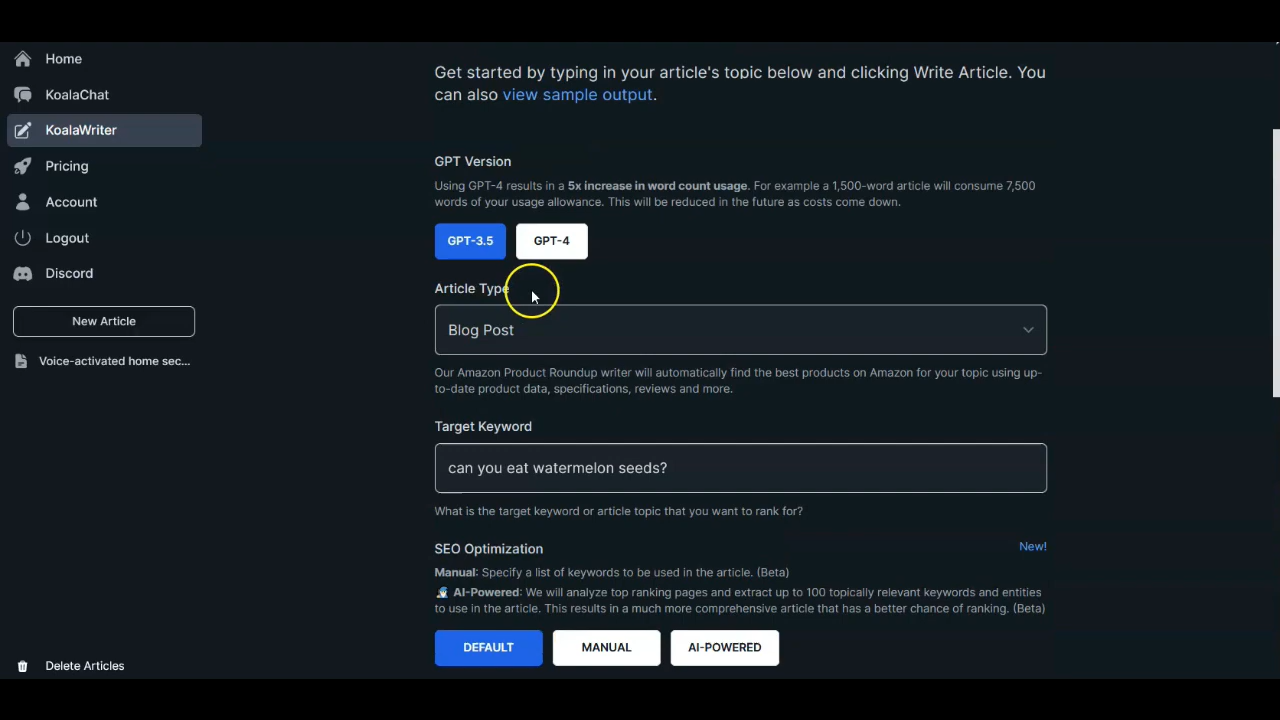 Home
KoalaChat
KoalaWriter
Pricing
Account
Logout
Discord
New Article
Voice-activated home sec...
Delete Articles
Get started by typing in your article's topic below and clicking Write Article. You
can also view sample output.
GPT Version
Using GPT-4 results in a 5x increase in word count usage. For example a 1,500-word article will consume 7,500
words of your usage allowance. This will be reduced in the future as costs come down.
GPT-3.5 GPT-4
Article Type
Blog Post
Our Amazon Product Roundup writer will automatically find the best products on Amazon for your topic using up-
to-date product data, specifications, reviews and more.
Target Keyword
can you eat watermelon seeds?
What is the target keyword or article topic that you want to rank for?
SEO Optimization New!
Manual: Specify a list of keywords to be used in the article. (Beta)
AI-Powered: We will analyze top ranking pages and extract up to 100 topically relevant keywords and entities
to use in the article. This results in a much more comprehensive article that has a better chance of ranking. (Beta)
DEFAULT MANUAL AI-POWERED